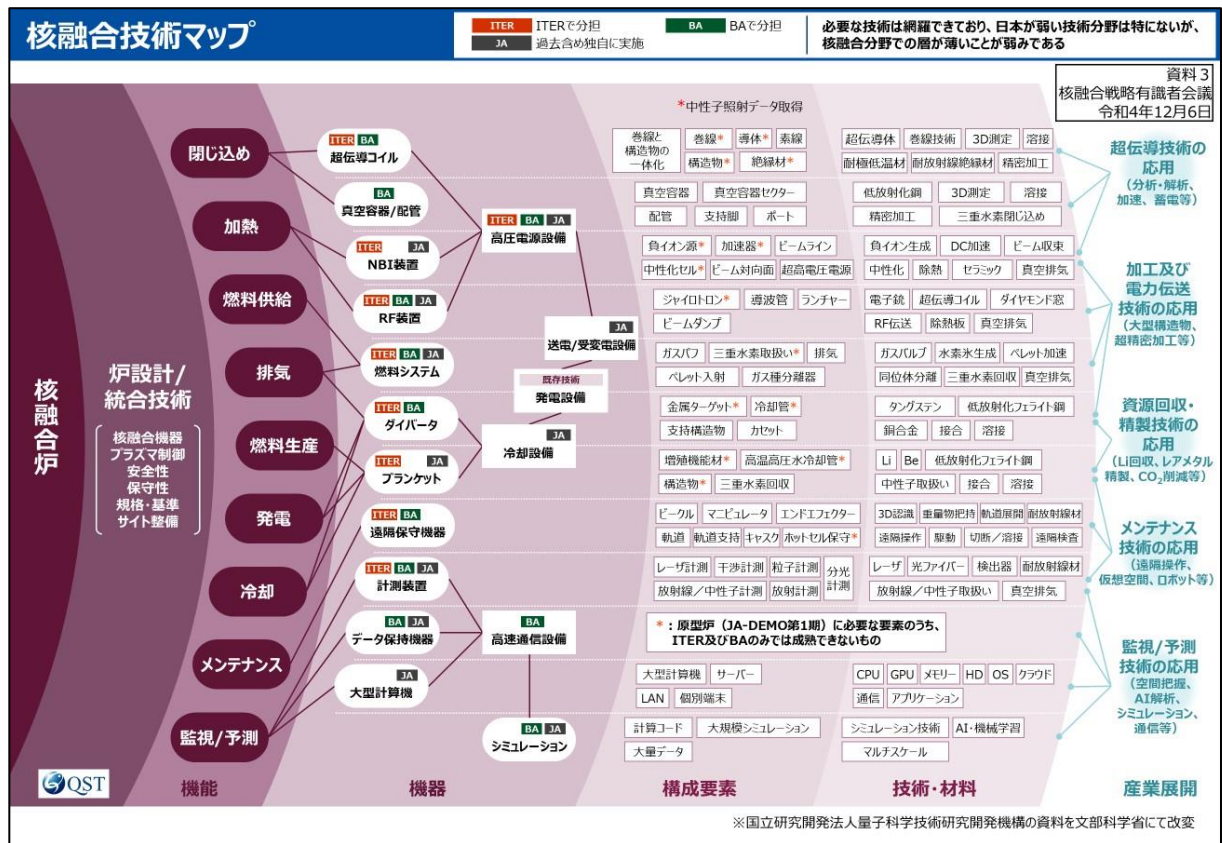 核融合技術マップ
ITER ITERで分担
BA BAで分担
JA 過去含め独自に実施
必要な技術は網羅できており、日本が弱い技術分野は特にないが、
核融合分野での層が薄いことが弱みである
資料3
核融合戦略有識者会議
令和4年12月6日
核融合炉
炉設計/
統合技術
核融合機器
プラズマ制御
安全性
保守性
規格・基準
サイト整備
閉じ込め
加熱
燃料供給
排気
燃料生産
発電
冷却
メンテナンス
監視/予測
ITER BA
超伝導コイル
BA
真空容器/配管
ITER JA
NBI装置
ITER BA JA
RF装置
ITER BA JA
燃料システム
ITER BA
ダイバータ
ITER JA
ブランケット
ITER BA
遠隔保守機器
ITER BA JA
計測装置
BA JA
データ保持機器
JA
大型計算機
ITER BA JA
高圧電源設備
JA
送電/受変電設備
既存技術
発電設備
JA
冷却設備
BA
高速通信設備
BA JA
シミュレーション
*中性子照射データ取得
巻線と
構造物の
一体化
巻線* 導体* 素線
構造物* 絶縁材*
真空容器 真空容器セクター
配管 支持脚 ポート
負イオン源* 加速器* ビームライン
中性化セル* ビーム対向面 超高電圧電源
ジャイロトロン* 導波管 ランチャー
ビームダンプ
ガスパフ 三重水素取扱い* 排気
ペレット入射 ガス種分離器
金属ターゲット* 冷却管*
支持構造物 カセット
増殖機能材* 高温高圧水冷却管*
構造物* 三重水素回収
ビークル マニピュレータ エンドエフェクター
軌道 軌道支持 キャスク ホットセル保守*
レーザ計測 干渉計測 粒子計測
放射線/中性子計測 放射計測
分光
計測
*:原型炉(JA-DEMO第1期)に必要な要素のうち、
ITER及びBAのみでは成熟できないもの
大型計算機 サーバー
LAN 個別端末
計算コード 大規模シミュレーション
大量データ
超伝導体 巻線技術 3D測定 溶接
耐極低温材 耐放射線絶縁材 精密加工
低放射化鋼 3D測定 溶接
精密加工 三重水素閉じ込め
負イオン生成 DC加速 ビーム収束
中性化 除熱 セラミック 真空排気
電子銃 超伝導コイル ダイヤモンド窓
RF伝送 除熱板 真空排気
ガスバルブ 水素氷生成 ペレット加速
同位体分離 三重水素回収 真空排気
タングステン 低放射化フェライト鋼
銅合金 接合 溶接
Li Be 低放射化フェライト鋼
中性子取扱い 接合 溶接
3D認識 重量物把持 軌道展開 耐放射線材
遠隔操作 駆動 切断/溶接 遠隔検査
レーザ 光ファイバー 検出器 耐放射線材
放射線/中性子取扱い 真空排気
CPU GPU メモリー HD OS クラウド
通信 アプリケーション
シミュレーション技術 AI・機械学習
マルチスケール
超伝導技術の
応用
(分析・解析、
加速、蓄電等)
加工及び
電力伝送
技術の応用
(大型構造物、
超精密加工等)
資源回収・
精製技術の
応用
(Li回収、レアメタル
精製、CO2削減等)
メンテナンス
技術の応用
(遠隔操作、
仮想空間、ロボット等)
監視/予測
技術の応用
(空間把握、
AI解析、
シミュレーション、
通信等)
QST
機能
機器
構成要素
技術・材料
産業展開
※国立研究開発法人量子科学技術研究開発機構の資料を文部科学省にて改変